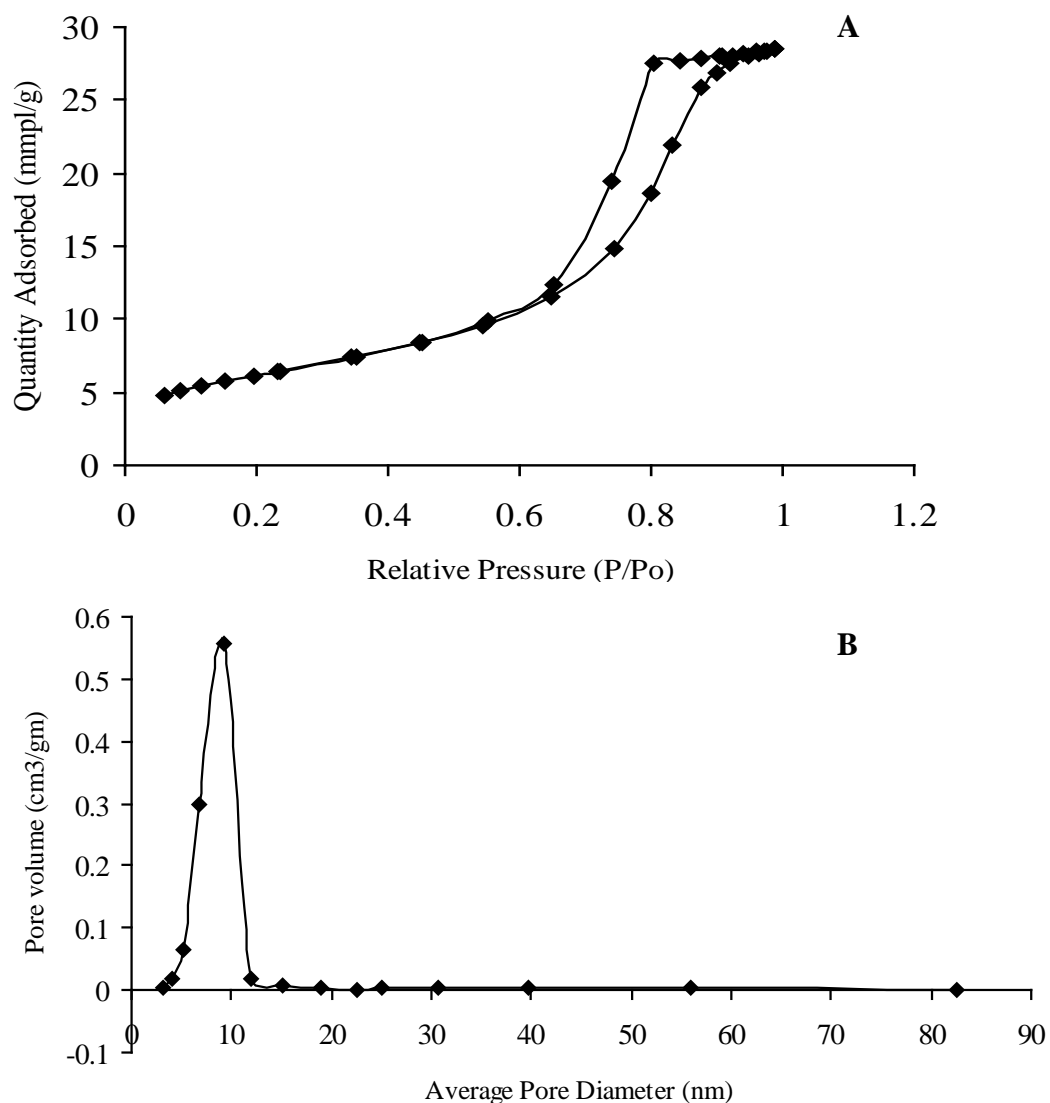 A
30
25
20
15
10
5
0
Quantity Adsorbed (mmpl/g)
0 0.2 0.4 0.6 0.8 1 1.2
Relative Pressure (P/Po)
B
0.6
0.5
0.4
0.3
0.2
0.1
0
-0.1
Pore volume (cm3/gm)
0 10 20 30 40 50 60 70 80 90
Average Pore Diameter (nm)